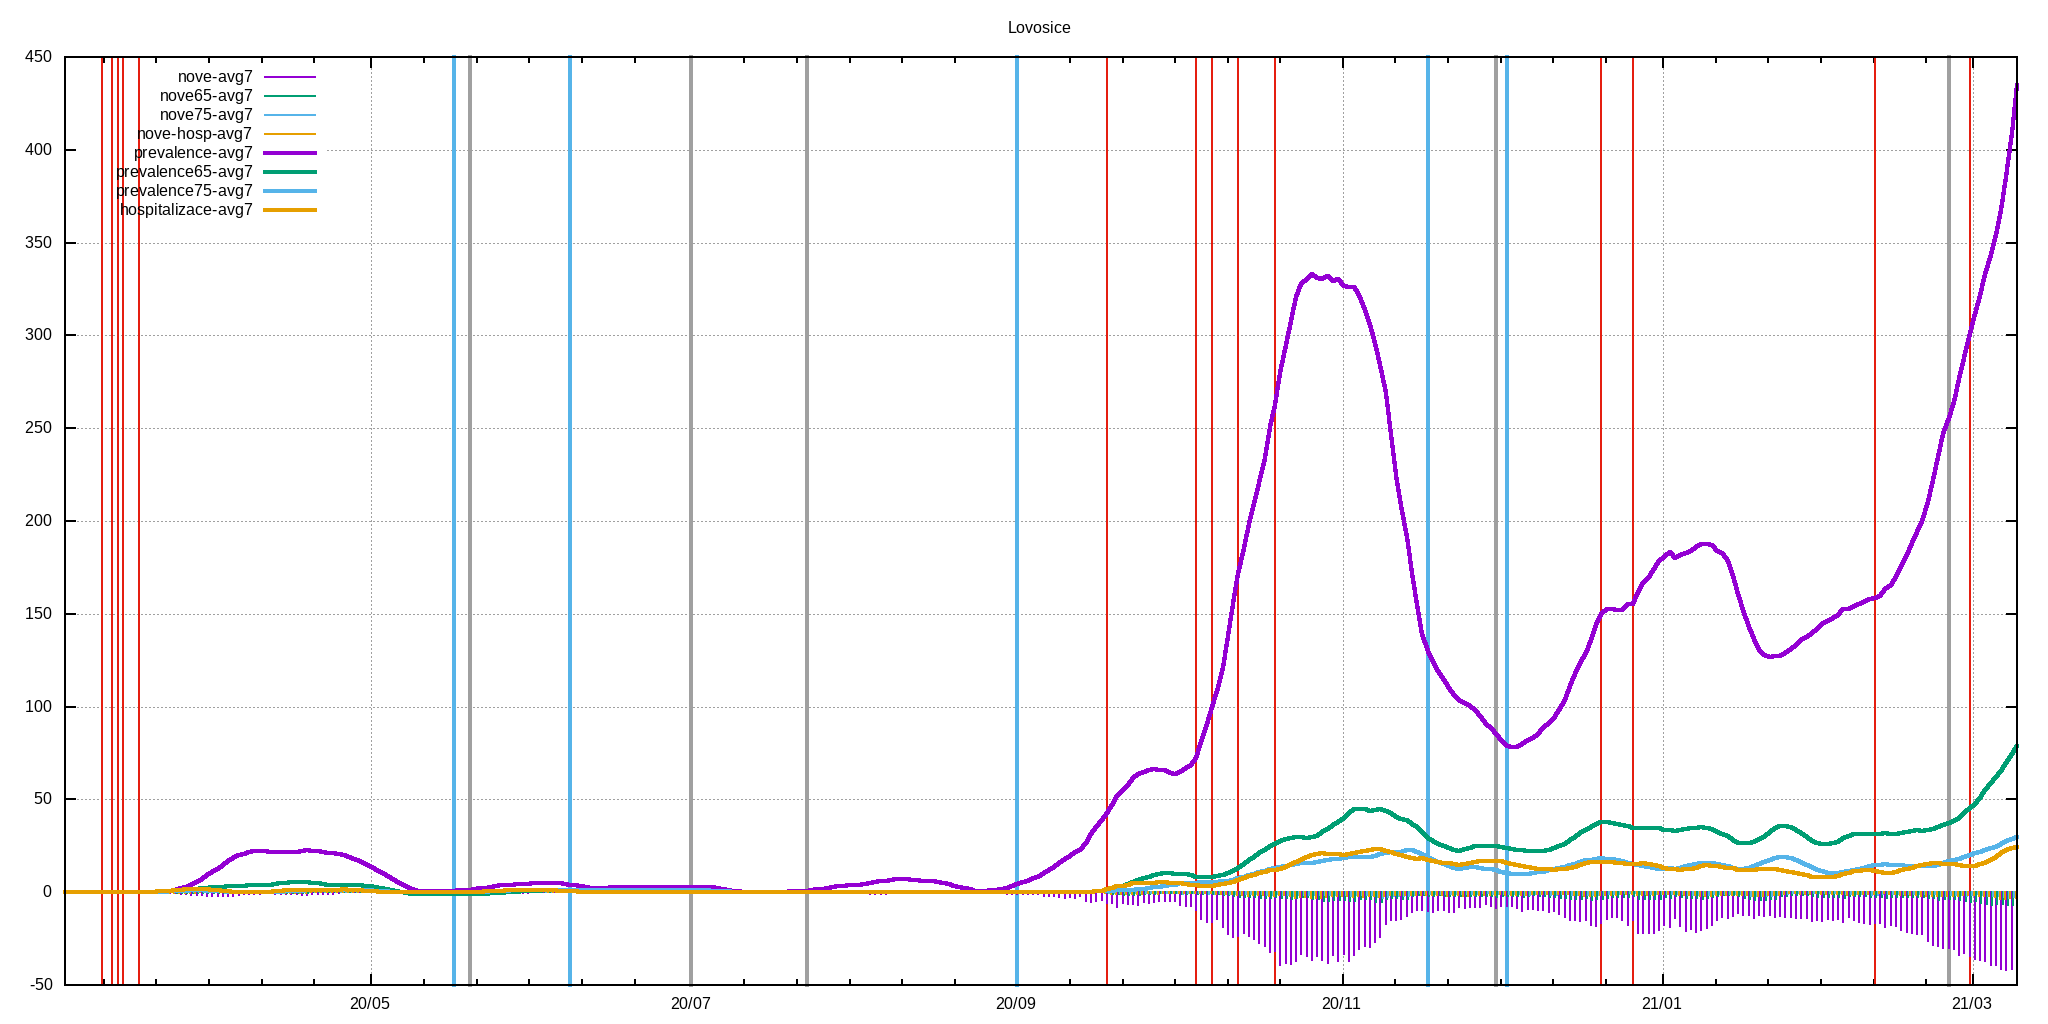 Lovosice
450
nove-avg7
nove65-avg7
nove75-avg7
nove-hosp-avg7
400
prevalence-avg7
prevalence65-avg7
prevalence75-avg7
hospitalizace-avg7
350
300
250
200
150
100
50
0
-50
20/05 20/07 20/09 20/11 21/01 21/03